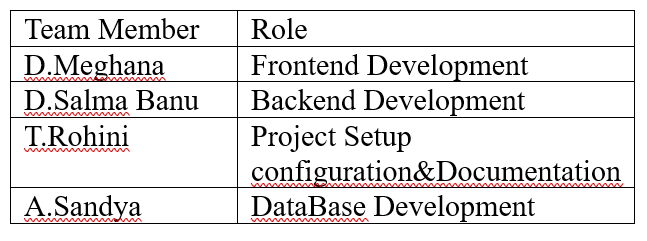 Team Member Role
D.Meghana Frontend Development
D.Salma Banu Backend Development
T.Rohini Project Setup
configuration&Documentation
A.Sandya DataBase Development